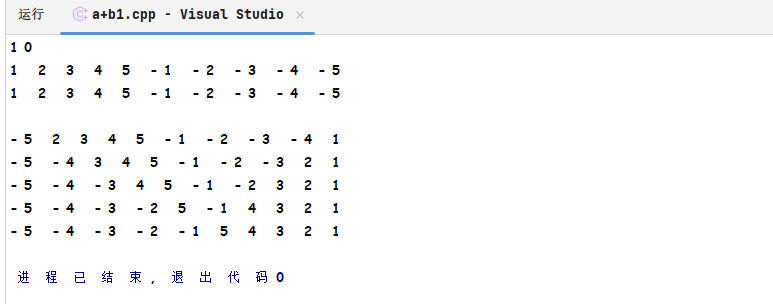 运行 a+b1.cpp - Visual Studio ×
10
1 2 3 4 5 -1 -2 -3 -4 -5
1 2 3 4 5 -1 -2 -3 -4 -5
-5 2 3 4 5 -1 -2 -3 -4 1
-5 -4 3 4 5 -1 -2 -3 2 1
-5 -4 -3 4 5 -1 -2 3 2 1
-5 -4 -3 -2 5 -1 4 3 2 1
-5 -4 -3 -2 -1 5 4 3 2 1
进程已结束,退出代码0